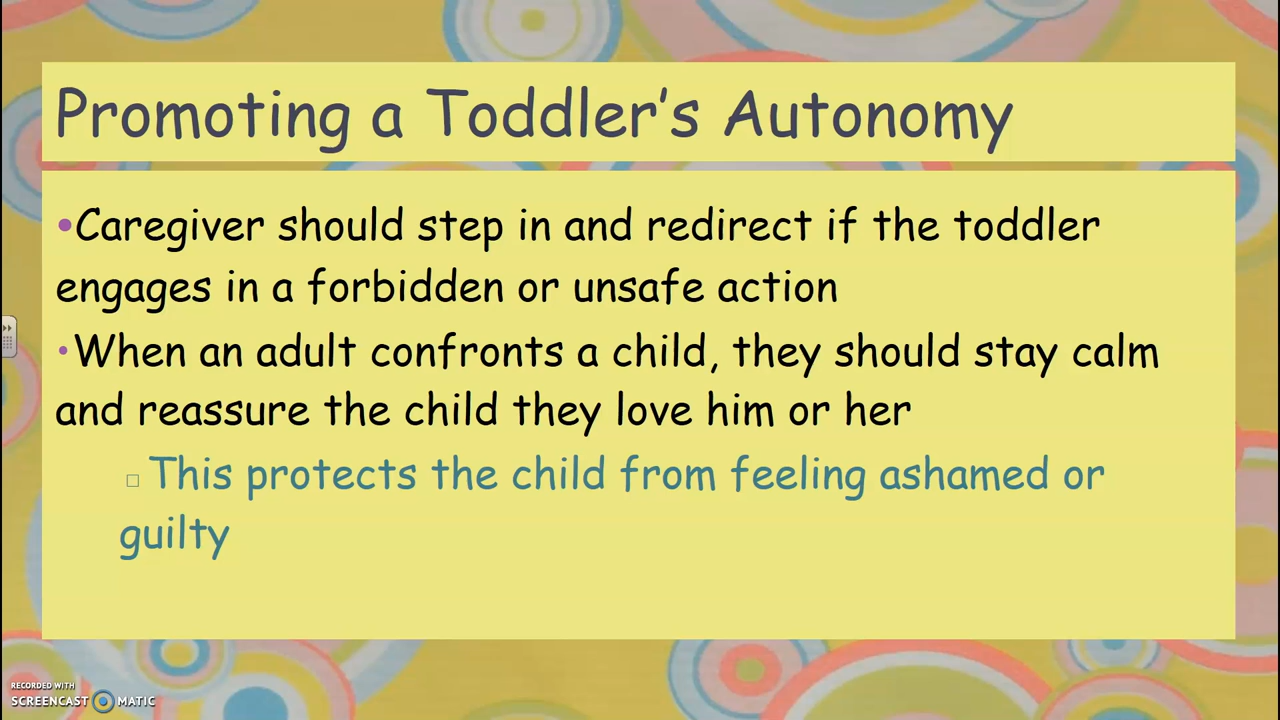 Promoting a Toddler’s Autonomy
•Caregiver should step in and redirect if the toddler
engages in a forbidden or unsafe action
•When an adult confronts a child, they should stay calm
and reassure the child they love him or her
□ This protects the child from feeling ashamed or
guilty
RECORDED WITH
SCREENCAST MATIC